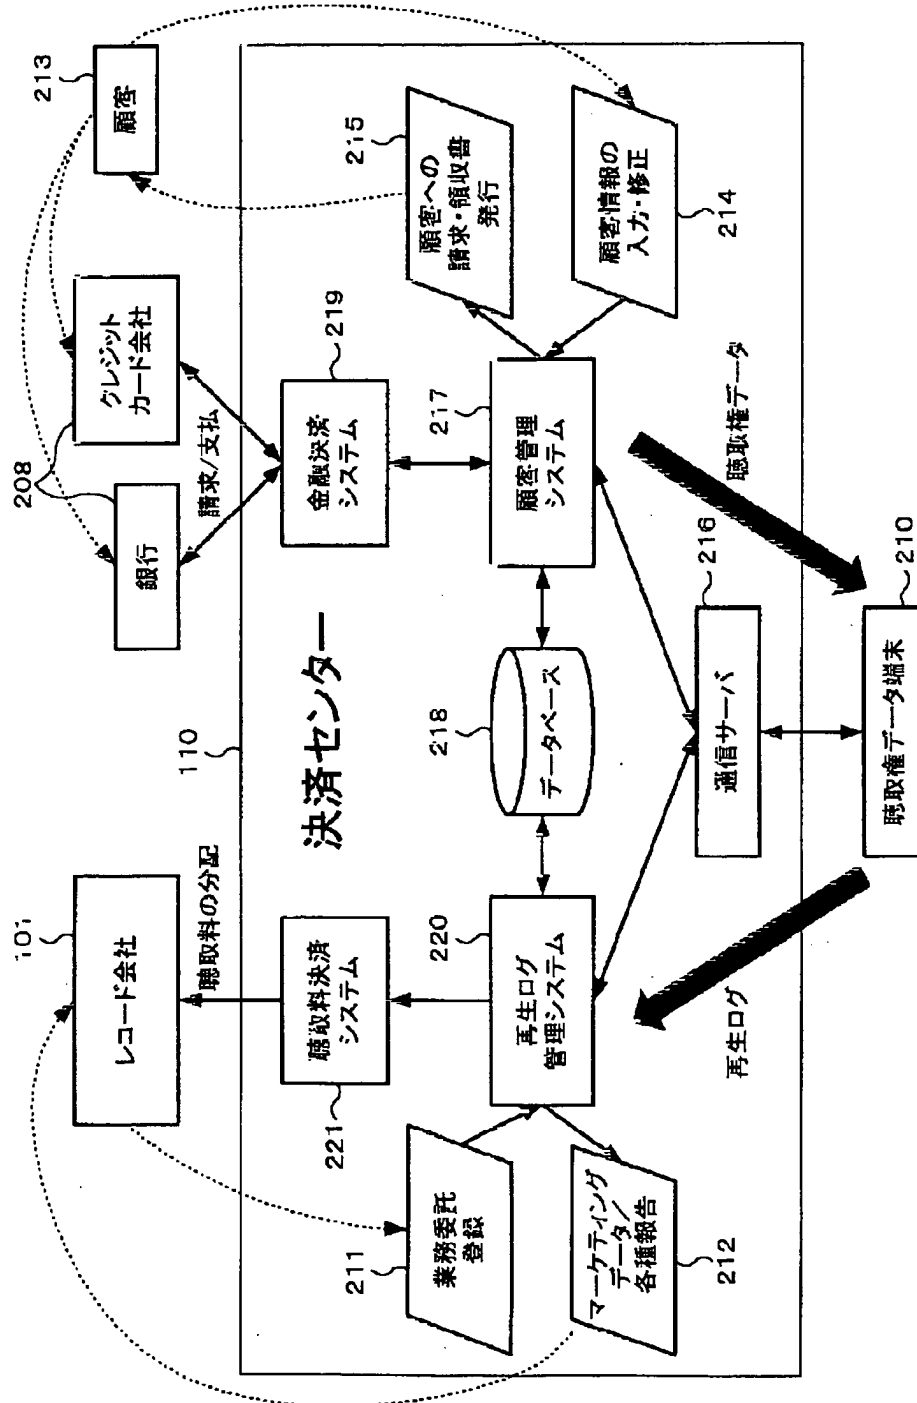 101
レコード会社
聴取料の分配
208
銀行
クレジット
カード会社
請求/支払
213
顧客
110
決済センター
221
聴取料決済
システム
219
金融決済
システム
211
業務委託
登録
220
再生ログ
管理システム
218
データベース
217
顧客管理
システム
215
顧客への
請求・領収書
発行
212
マーケティング
データ/
各種報告
214
顧客情報の
入力・修正
216
通信サーバ
再生ログ
聴取権データ
210
聴取権データ端末